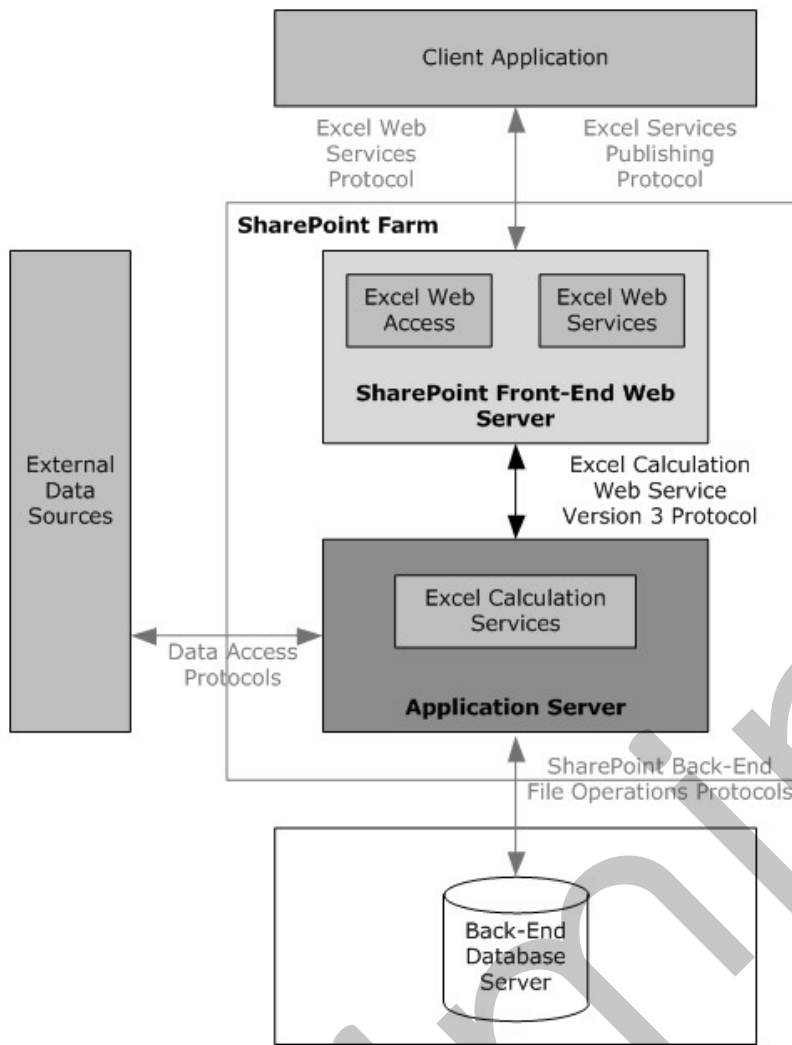 Client Application
Excel Web
Services
Protocol
Excel Services
Publishing
Protocol
SharePoint Farm
Excel Web
Access
Excel Web
Services
SharePoint Front-End Web
Server
External
Data
Sources
Excel Calculation
Web Service
Version 3 Protocol
Excel Calculation
Services
Data Access
Protocols
Application Server
SharePoint Back-End
File Operations Protocols
Back-End
Database
Server